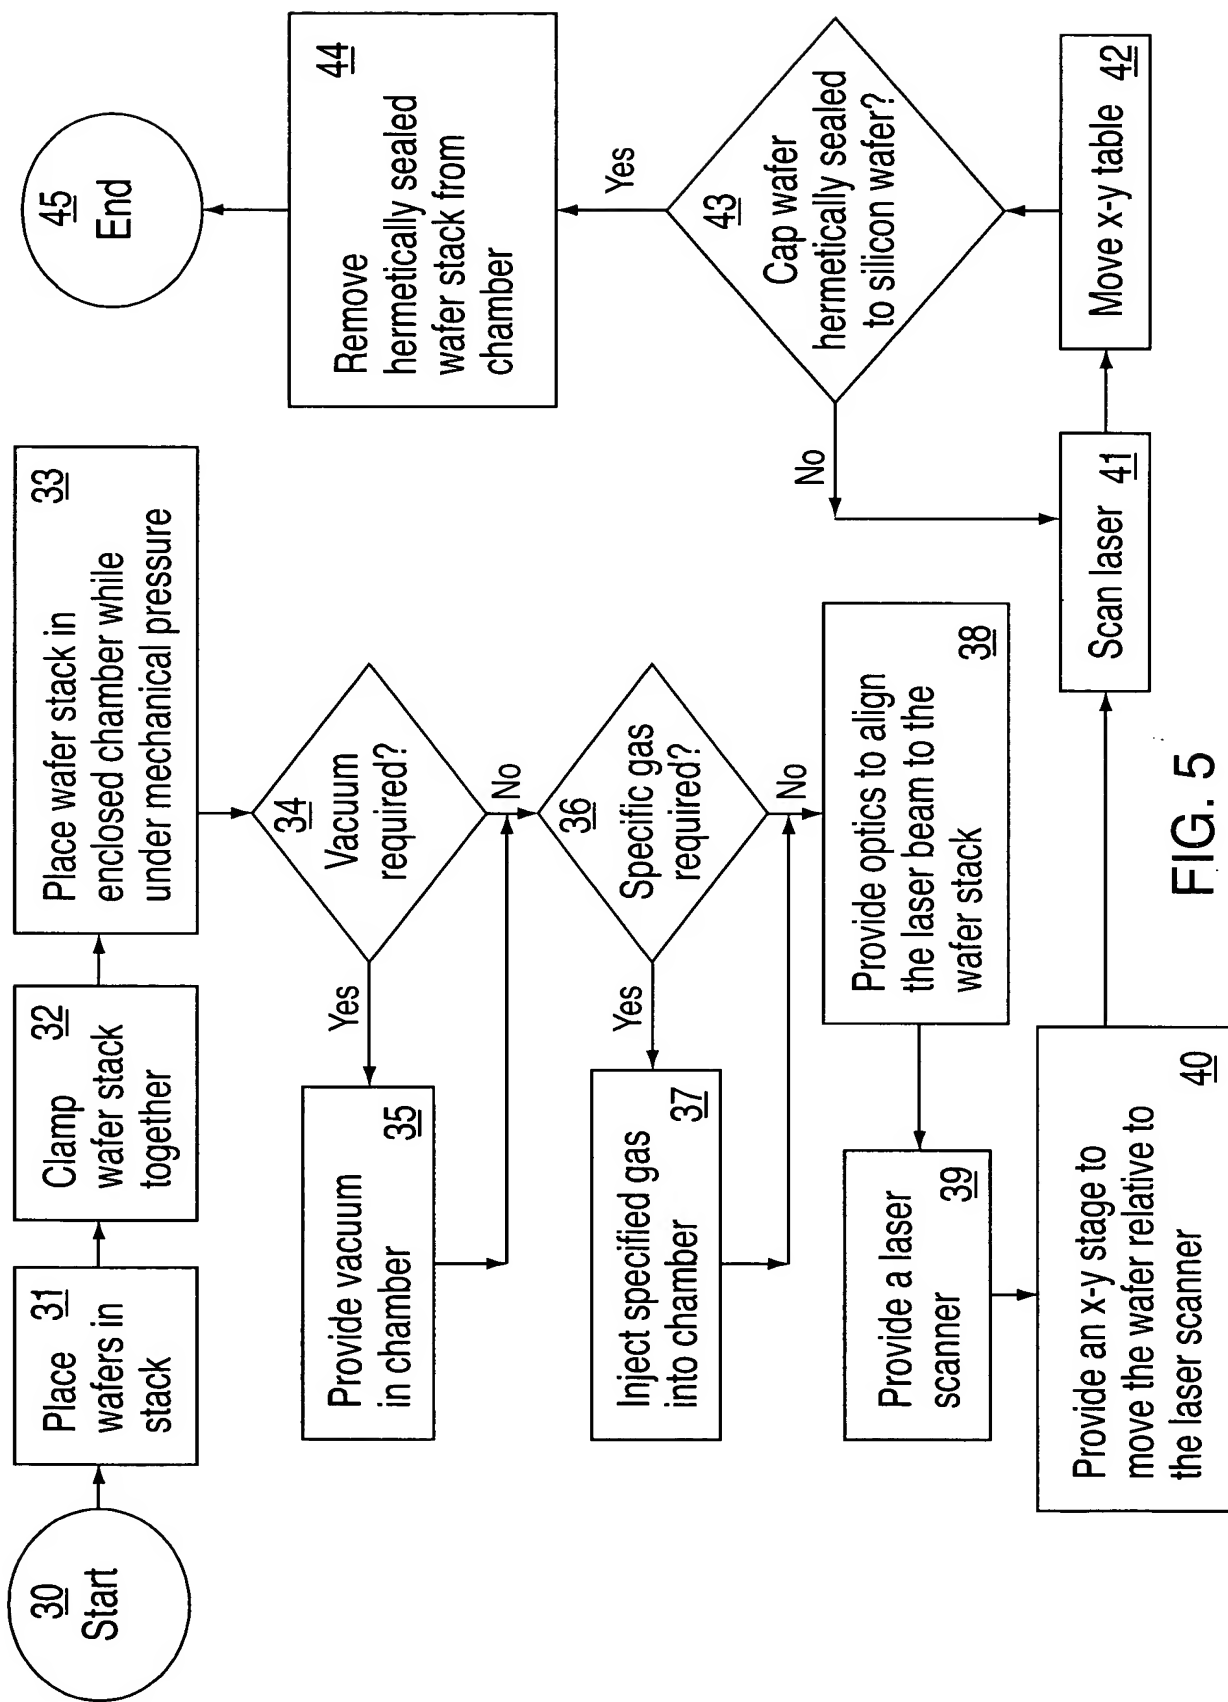 30
Start
Place 31
wafers in
stack
Clamp 32
wafer stack
together
Place wafer stack in 33
enclosed chamber while
under mechanical pressure
34
Vacuum
required?
Yes
No
Provide vacuum
in chamber 35
36
Specific gas
required?
Yes
No
Inject specified gas
into chamber 37
Provide optics to align
the laser beam to the
wafer stack 38
Provide a laser
scanner 39
Provide an x-y stage to
move the wafer relative to
the laser scanner 40
Scan laser 41
Move x-y table 42
43
Cap wafer
hermetically sealed
to silicon wafer?
No
Yes
Remove 44
hermetically sealed
wafer stack from
chamber
45
End
FIG. 5